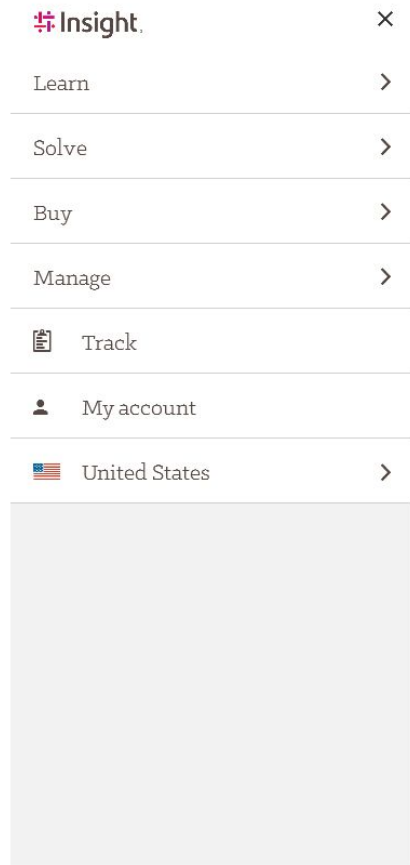 Insight
Learn
Solve
Buy
Manage
Track
My account
United States